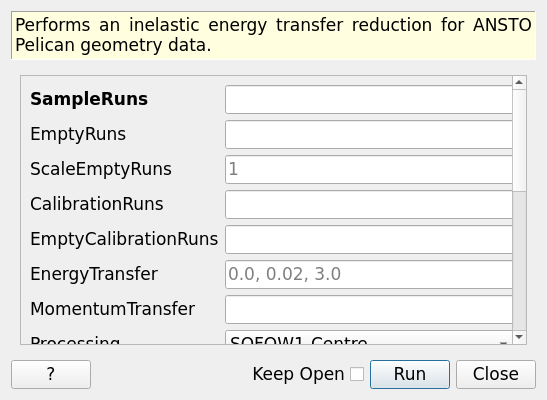 Performs an inelastic energy transfer reduction for ANSTO
Pelican geometry data.
SampleRuns
EmptyRuns
ScaleEmptyRuns 1
CalibrationRuns
EmptyCalibrationRuns
EnergyTransfer 0.0, 0.02, 3.0
MomentumTransfer
Processing SOFQW1-Centre
? Keep Open Run Close